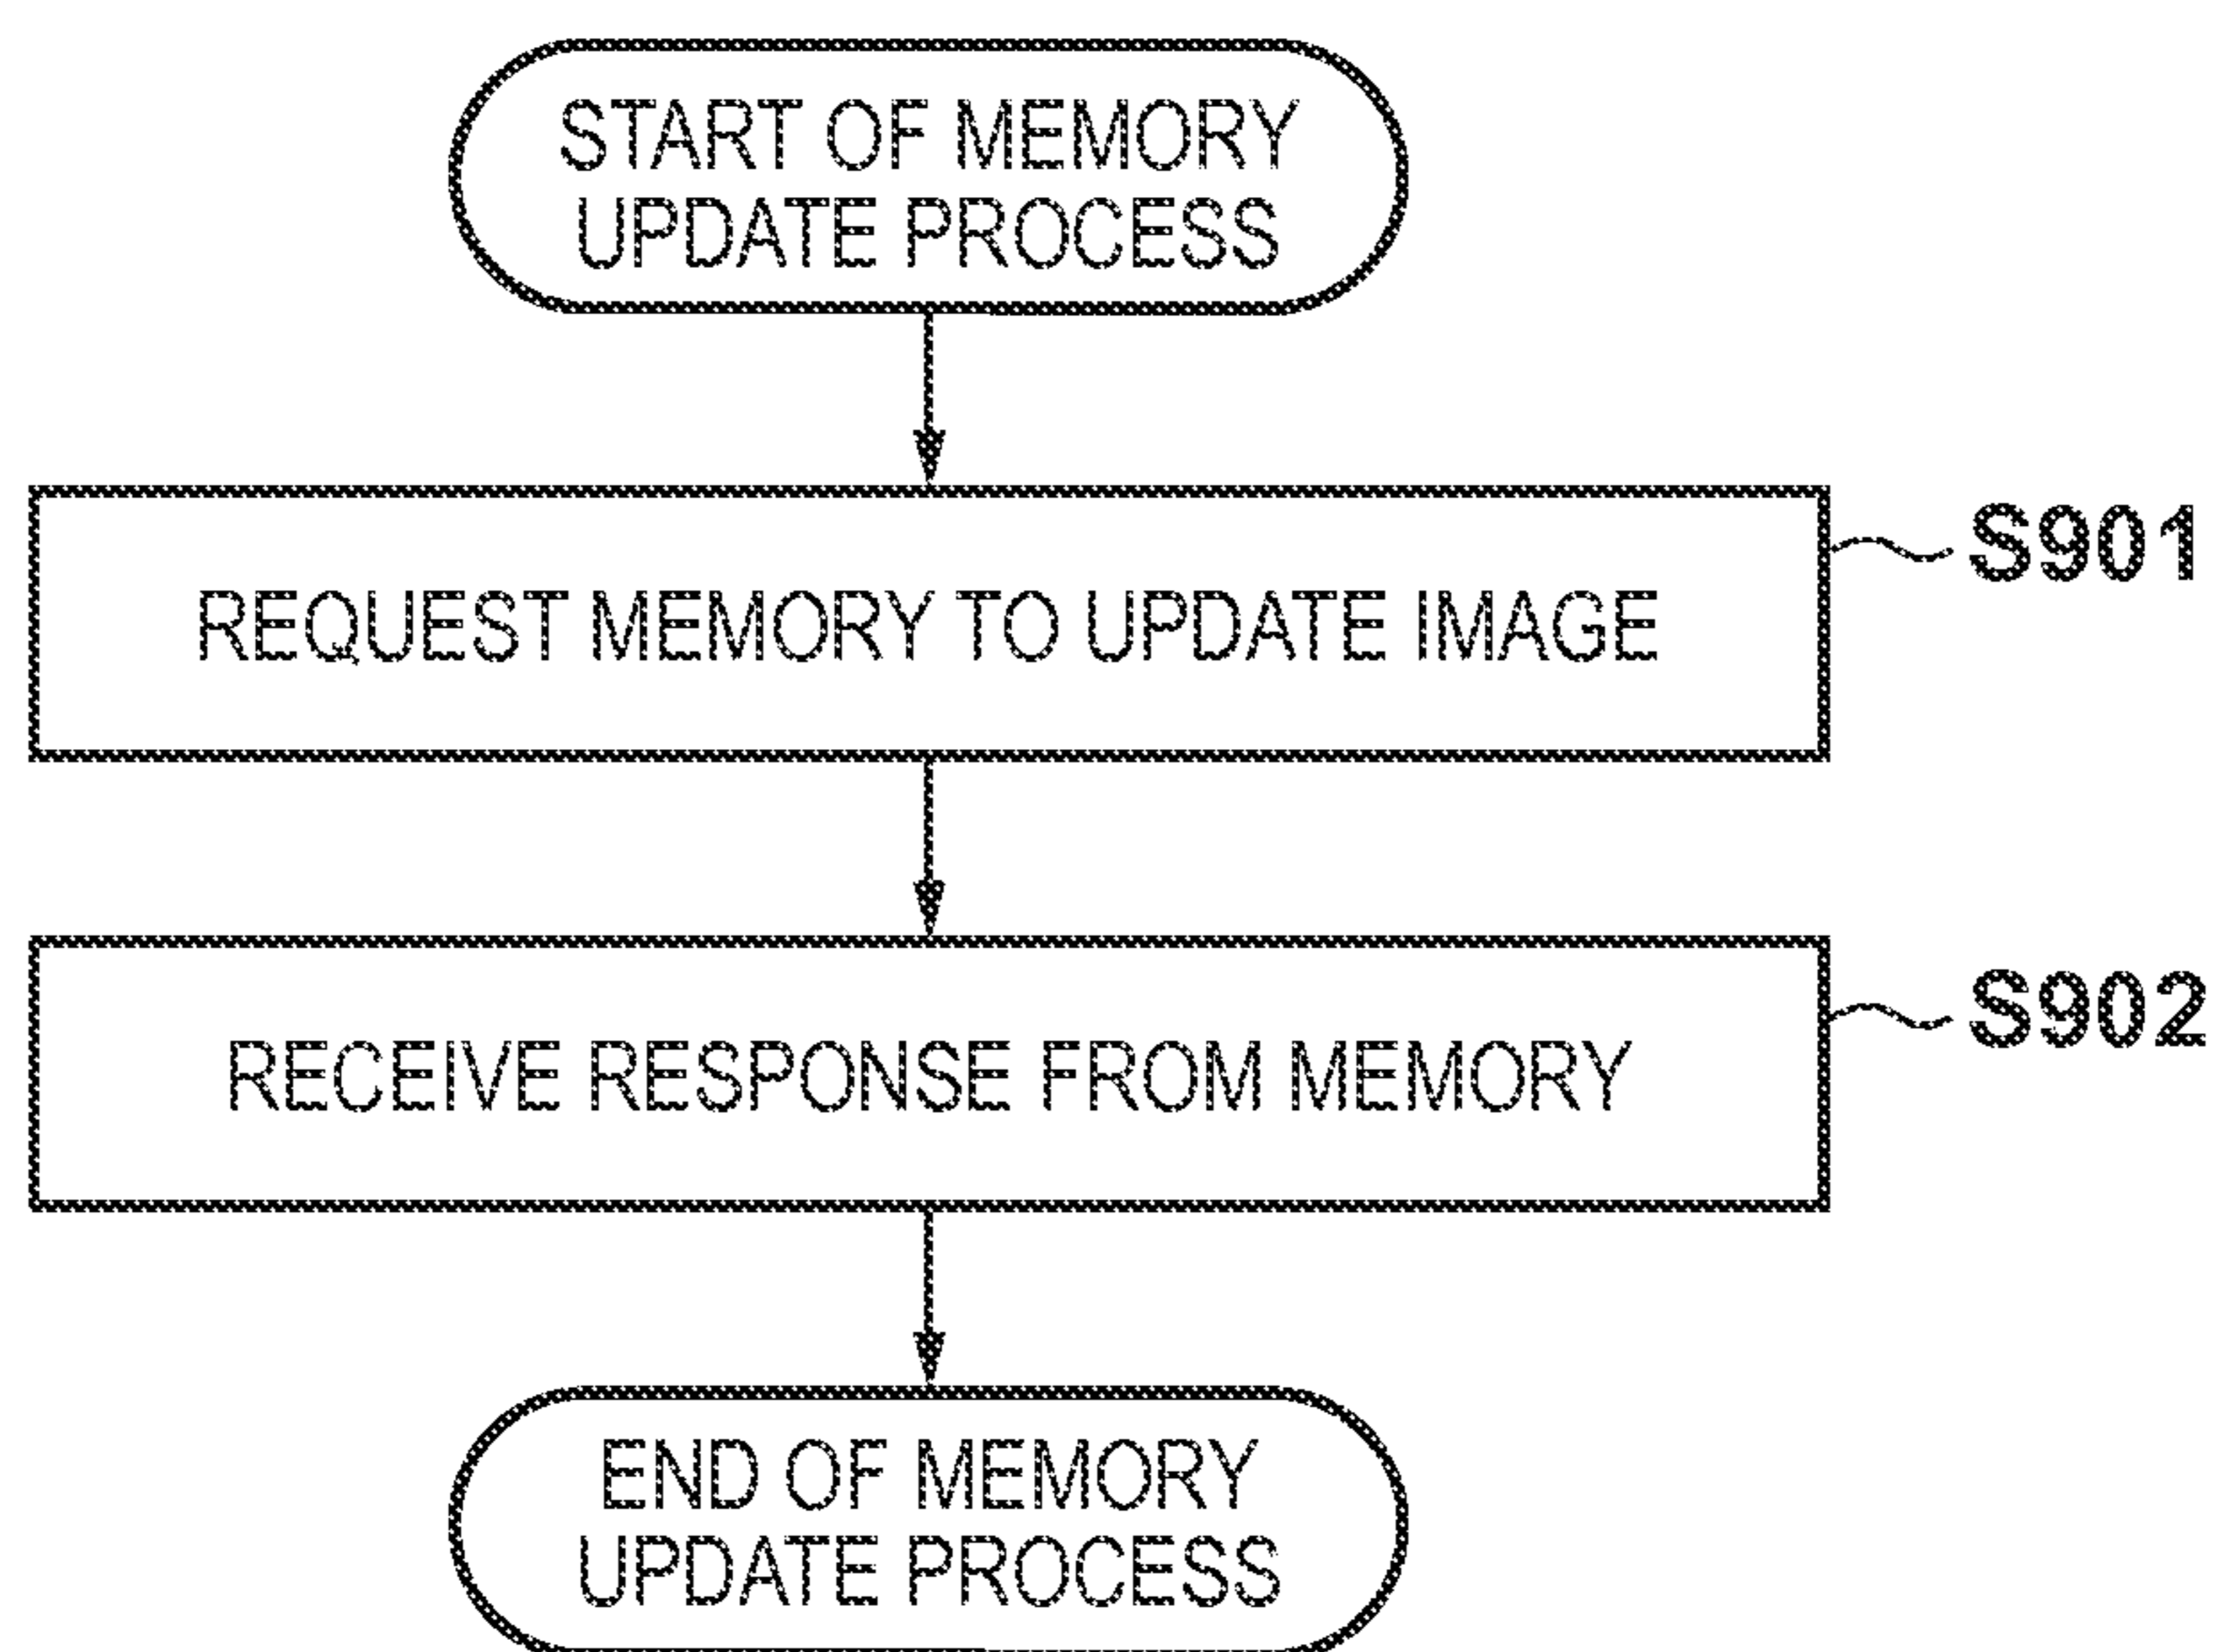 START OF MEMORY
UPDATE PROCESS
S901
REQUEST MEMORY TO UPDATE IMAGE
S902
RECEIVE RESPONSE FROM MEMORY
END OF MEMORY
UPDATE PROCESS